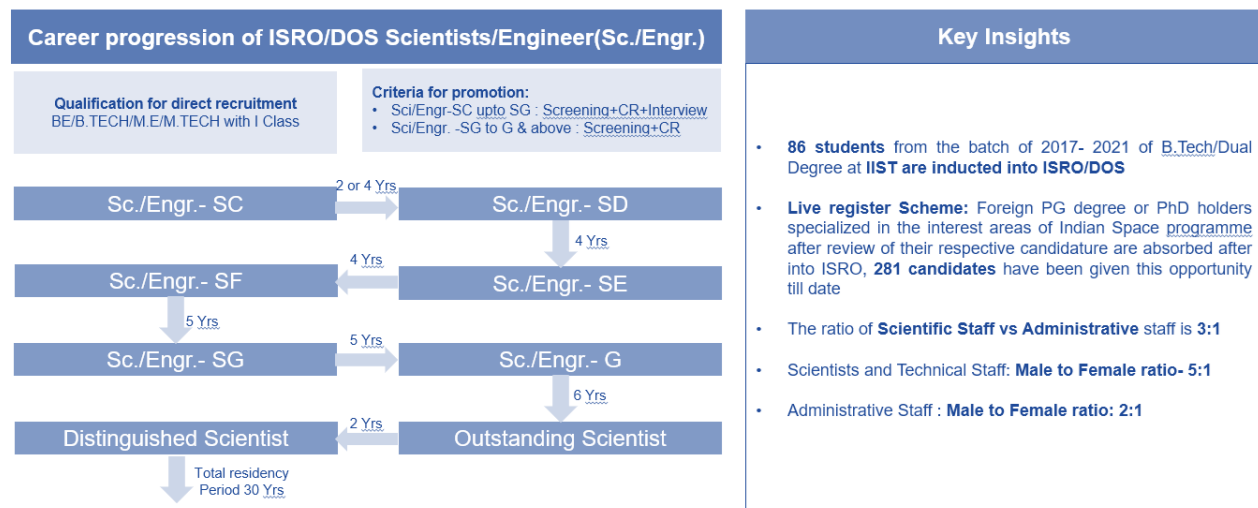 Career progression of ISRO/DOS Scientists/Engineer(Sc./Engr.)
Qualification for direct recruitment
BE/B.TECH/M.E/M.TECH with I Class
Criteria for promotion:
• Sci/Engr-SC upto SG : Screening+CR+Interview
• Sci/Engr. -SG to G & above : Screening+CR
Sc./Engr.- SC
2 or 4 Yrs
Sc./Engr.- SD
4 Yrs
Sc./Engr.- SF
4 Yrs
Sc./Engr.- SE
5 Yrs
Sc./Engr.- SG
5 Yrs
Sc./Engr.- G
6 Yrs
Distinguished Scientist
2 Yrs
Outstanding Scientist
Total residency
Period 30 Yrs
Key Insights
• 86 students from the batch of 2017- 2021 of B.Tech/Dual
Degree at IIST are inducted into ISRO/DOS
• Live register Scheme: Foreign PG degree or PhD holders
specialized in the interest areas of Indian Space programme
after review of their respective candidature are absorbed after
into ISRO, 281 candidates have been given this opportunity
till date
• The ratio of Scientific Staff vs Administrative staff is 3:1
• Scientists and Technical Staff: Male to Female ratio- 5:1
• Administrative Staff : Male to Female ratio: 2:1